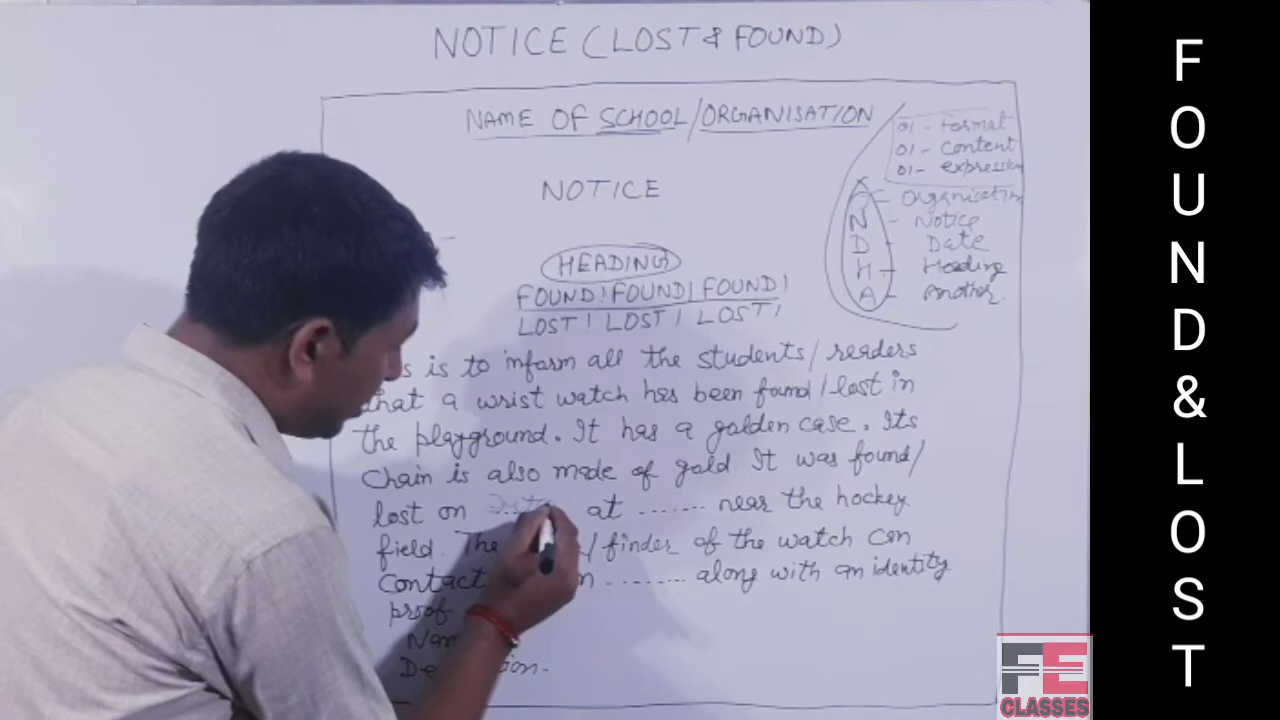 NOTICE (LOST & FOUND)
NAME OF SCHOOL/ORGANISATION
01 - Format
01 - Content
01 - expression
NOTICE
Organisation
N - Notice
D - Date
H - Heading
A - Another.
HEADING
FOUND! FOUND! FOUND!
LOST! LOST! LOST!
is to inform all the students/readers
that a wrist watch has been found/lost in
the playground. It has a golden case. Its
Chain is also made of gold It was found/
lost on at ....... near the hockey
field. The /finder of the watch can
Contact ........ along with an identity
proof
FOUND&LOST
FE
CLASSES